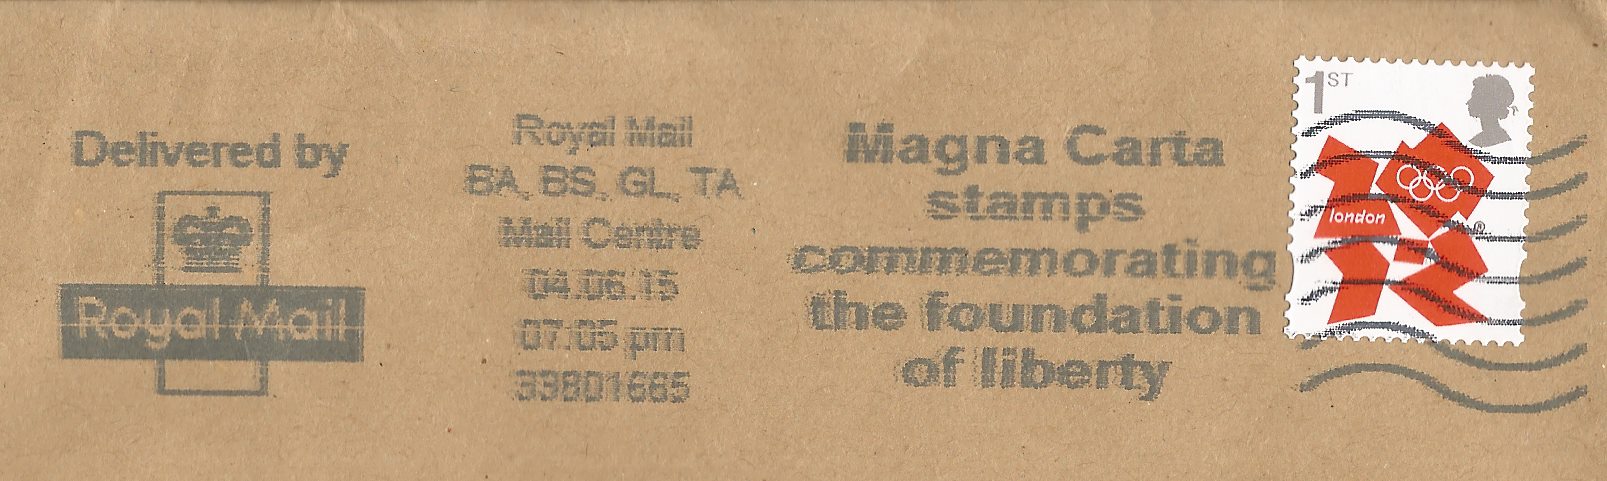 Delivered by
Royal Mail
Royal Mail
BA, BS, GL, TA
Mail Centre
04.06.15
07:05 pm
33801665
Magna Carta
stamps
commemorating
the foundation
of liberty
1ST
london
®